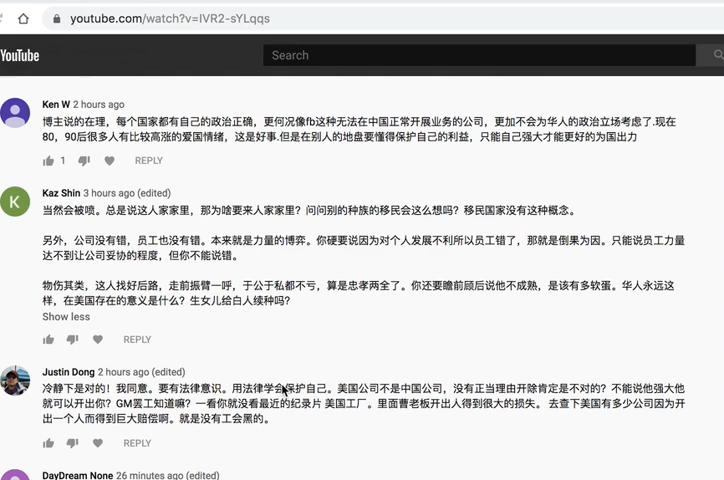 youtube.com/watch?v=IVR2-sYLqqs
YouTube
Search
Ken W 2 hours ago
博主说的在理，每个国家都有自己的政治正确，更何况像fb这种无法在中国正常开展业务的公司，更加不会为华人的政治立场考虑了.现在
80，90后很多人有比较高涨的爱国情绪，这是好事.但是在别人的地盘要懂得保护自己的利益，只能自己强大才能更好的为国出力
1 REPLY
K
Kaz Shin 3 hours ago (edited)
当然会被喷。总是说这人家家里，那为啥要来人家家里？问问别的种族的移民会这么想吗？移民国家没有这种概念。
另外，公司没有错，员工也没有错。本来就是力量的博弈。你硬要说因为对个人发展不利所以员工错了，那就是倒果为因。只能说员工力量
达不到让公司妥协的程度，但你不能说错。
物伤其类，这人找好后路，走前振臂一呼，于公于私都不亏，算是忠孝两全了。你还要瞻前顾后说他不成熟，是该有多软蛋。华人永远这
样，在美国存在的意义是什么？生女儿给白人续种吗？
Show less
REPLY
Justin Dong 2 hours ago (edited)
冷静下是对的！我同意。要有法律意识。用法律学会保护自己。美国公司不是中国公司，没有正当理由开除肯定是不对的？不能说他强大他
就可以开出你？GM罢工知道嘛？一看你就没看最近的纪录片 美国工厂。里面曹老板开出人得到很大的损失。 去查下美国有多少公司因为开
出一个人而得到巨大赔偿啊。就是没有工会黑的。
REPLY
DayDream None 26 minutes ago (edited)